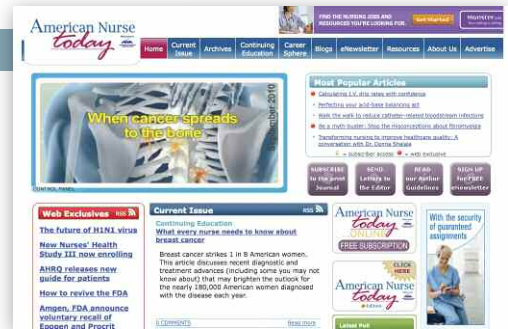 American Nurse
today
FIND THE NURSING JOBS AND
RESOURCES YOU'RE LOOKING FOR.
Get Started
Monster
Home
Current
Issue
Archives
Continuing
Education
Career
Sphere
Blogs
eNewsletter
Resources
About Us
Advertise
When cancer spreads
to the bone
September 2010
CONTROL PANEL
Most Popular Articles
Calculating I.V. drip rates with confidence
Perfecting your acid-base balancing act
Walk the walk to reduce catheter-related bloodstream infections
Be a myth-buster: Stop the misconceptions about fibromyalgia
Transforming nursing to improve healthcare quality: A
conversation with Dr. Donna Shalala
= subscriber access = web exclusive
SUBSCRIBE
to the print
Journal
SEND
Letters to
the Editor
READ
our Author
Guidelines
SIGN UP
for FREE
eNewsletter
Web Exclusives RSS
The future of H1N1 virus
New Nurses' Health
Study III now enrolling
AHRQ releases new
guide for patients
How to revive the FDA
Amgen, FDA announce
voluntary recall of
Epogen and Procrit
Current Issue RSS
Continuing Education
What every nurse needs to know about
breast cancer
Breast cancer strikes 1 in 8 American women.
This article discusses recent diagnostic and
treatment advances (including some you may not
know about) that may brighten the outlook for
the nearly 180,000 American women diagnosed
with the disease each year.
0 COMMENTS
Read more
American Nurse
today
ONLINE
FREE SUBSCRIPTION
CLICK
HERE
American Nurse
today
Latest Poll
With the security
of guaranteed
assignments